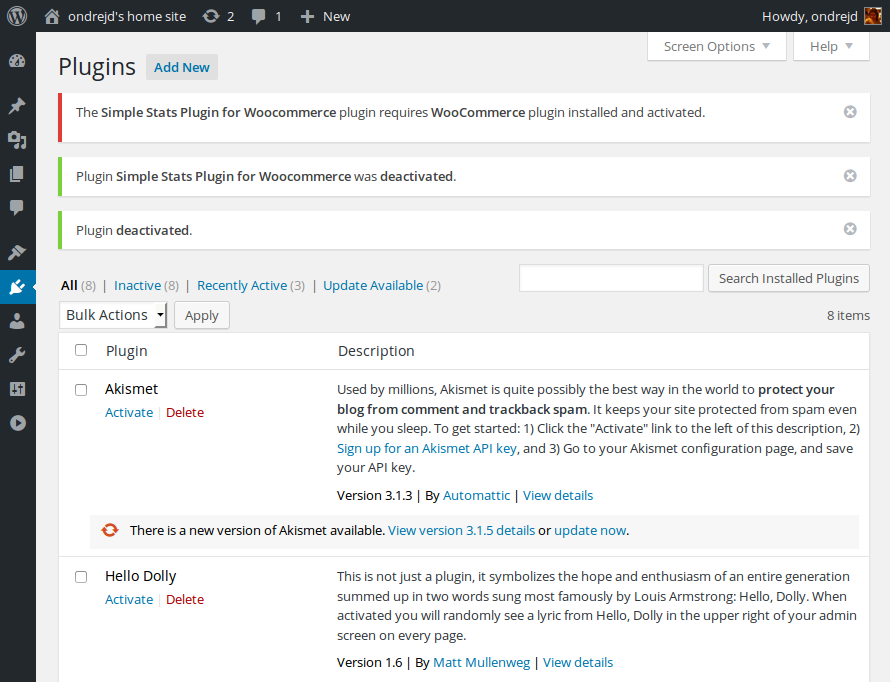 ondrejd's home site 2 1 New Howdy, ondrejd
Screen Options Help
Plugins Add New
The Simple Stats Plugin for Woocommerce plugin requires WooCommerce plugin installed and activated.
Plugin Simple Stats Plugin for Woocommerce was deactivated.
Plugin deactivated.
All (8) | Inactive (8) | Recently Active (3) | Update Available (2)
Search Installed Plugins
Bulk Actions Apply 8 items
Plugin Description
Akismet
Activate | Delete
Used by millions, Akismet is quite possibly the best way in the world to protect your
blog from comment and trackback spam. It keeps your site protected from spam even
while you sleep. To get started: 1) Click the "Activate" link to the left of this description, 2)
Sign up for an Akismet API key, and 3) Go to your Akismet configuration page, and save
your API key.
Version 3.1.3 | By Automattic | View details
There is a new version of Akismet available. View version 3.1.5 details or update now.
Hello Dolly
Activate | Delete
This is not just a plugin, it symbolizes the hope and enthusiasm of an entire generation
summed up in two words sung most famously by Louis Armstrong: Hello, Dolly. When
activated you will randomly see a lyric from Hello, Dolly in the upper right of your admin
screen on every page.
Version 1.6 | By Matt Mullenweg | View details